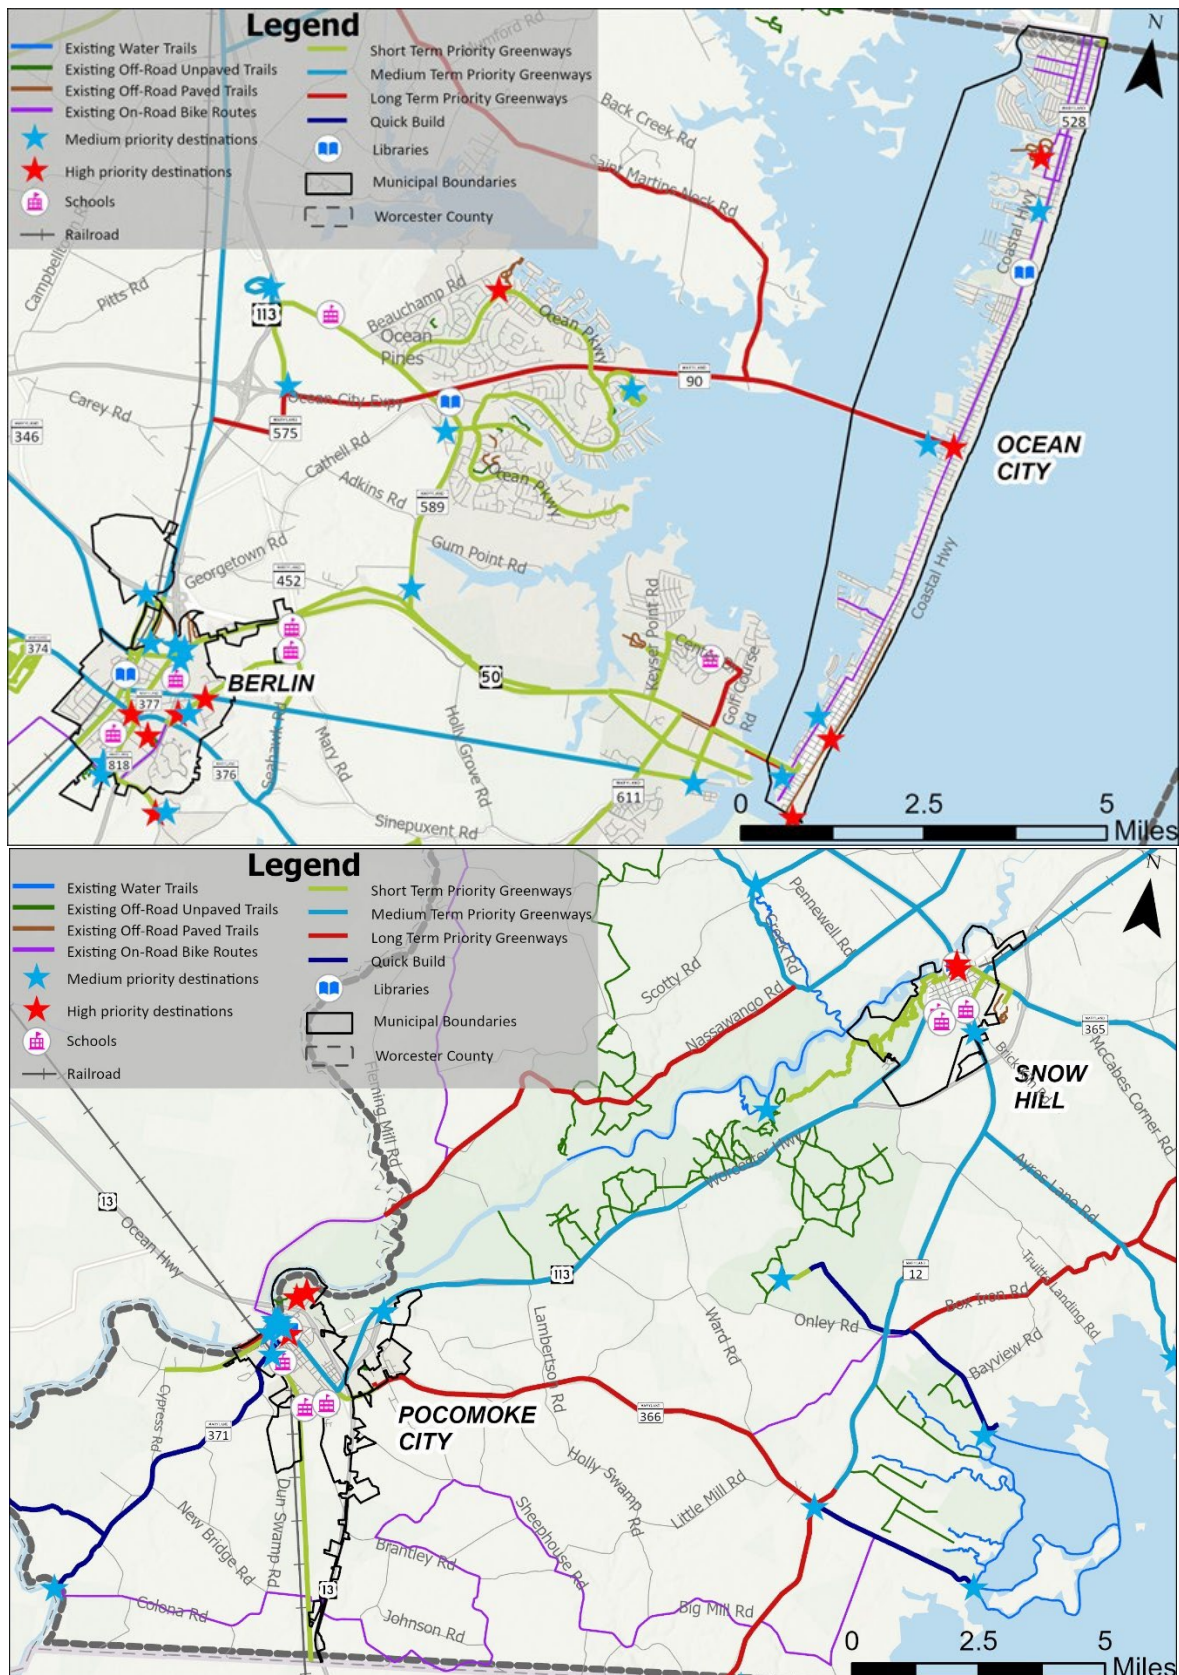 Legend
Existing Water Trails
Existing Off-Road Unpaved Trails
Existing Off-Road Paved Trails
Existing On-Road Bike Routes
Medium priority destinations
High priority destinations
Schools
Railroad
Short Term Priority Greenways
Medium Term Priority Greenways
Long Term Priority Greenways
Quick Build
Libraries
Municipal Boundaries
Worcester County
N
Mumford Rd
Back Creek Rd
Saint Martins Neck Rd
528
Coastal Hwy
Pitts Rd
113
Beauchamp Rd
Ocean Pkwy
Ocean
Pines
90
Ocean City Expy
Carey Rd
346
575
Cathell Rd
Adkins Rd
Ocean Pkwy
589
OCEAN
CITY
Gum Point Rd
Georgetown Rd
452
Coastal Hwy
Keyser Point Rd
374
50
Golf Course
Rd
BERLIN
377
Seahawk Rd
Mary Rd
Holly Grove Rd
818
376
611
Sinepuxent Rd
0 2.5 5
Miles
Legend
Existing Water Trails
Existing Off-Road Unpaved Trails
Existing Off-Road Paved Trails
Existing On-Road Bike Routes
Medium priority destinations
High priority destinations
Schools
Railroad
Short Term Priority Greenways
Medium Term Priority Greenways
Long Term Priority Greenways
Quick Build
Libraries
Municipal Boundaries
Worcester County
N
Pennewell Rd
Creek Rd
Scotty Rd
Nassawango Rd
365
McCabes Corner Rd
SNOW
HILL
Fleming Mill Rd
Worcester Hwy
Ayres Lane Rd
13
Ocean Hwy
113
12
Truitts Landing Rd
Box Iron Rd
Onley Rd
Bayview Rd
Lambertson Rd
Ward Rd
Cypress Rd
371
POCOMOKE
CITY
366
Holly Swamp
Rd
Little Mill Rd
Dun Swamp Rd
New Bridge Rd
Sheephouse Rd
Brantley Rd
13
Colona Rd
Johnson Rd
Big Mill Rd
0 2.5 5
Miles